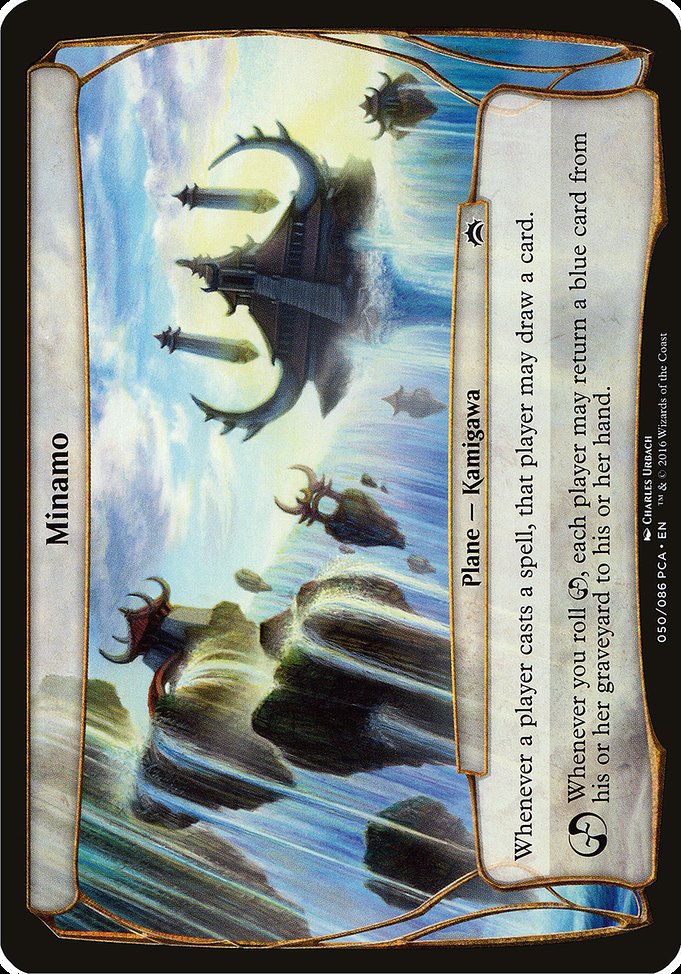 Minamo
Plane — Kamigawa
Whenever a player casts a spell, that player may draw a card.
Whenever you roll , each player may return a blue card from
his or her graveyard to his or her hand.
Charles Urbach
050/086 PCA • EN ™ & © 2016 Wizards of the Coast